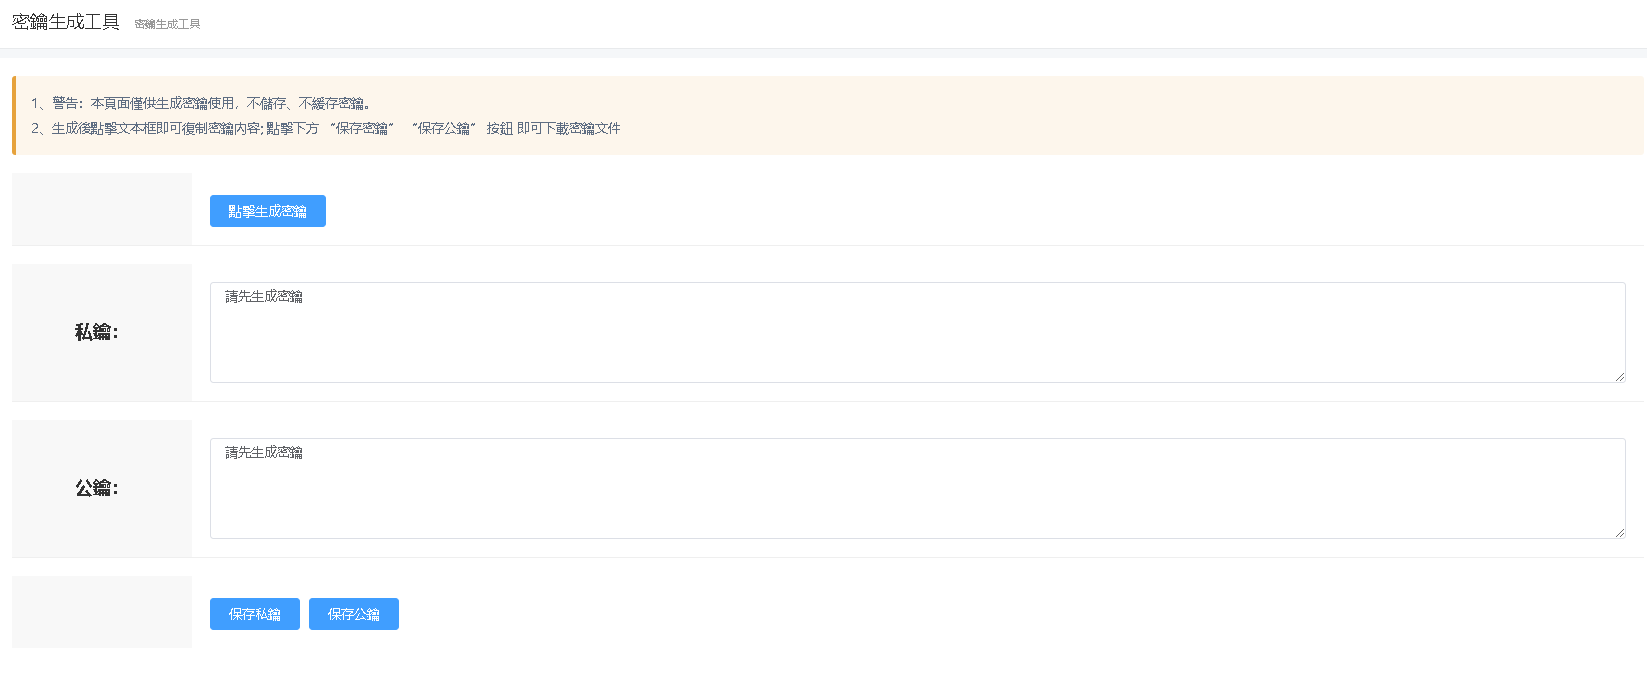 密鑰生成工具 密鑰生成工具
1、警告：本頁面僅供生成密鑰使用，不儲存、不緩存密鑰。
2、生成後點擊文本框即可復制密鑰內容;點擊下方 “保存密鑰” “保存公鑰” 按鈕 即可下載密鑰文件
點擊生成密鑰
請先生成密鑰
私鑰：
請先生成密鑰
公鑰：
保存私鑰 保存公鑰